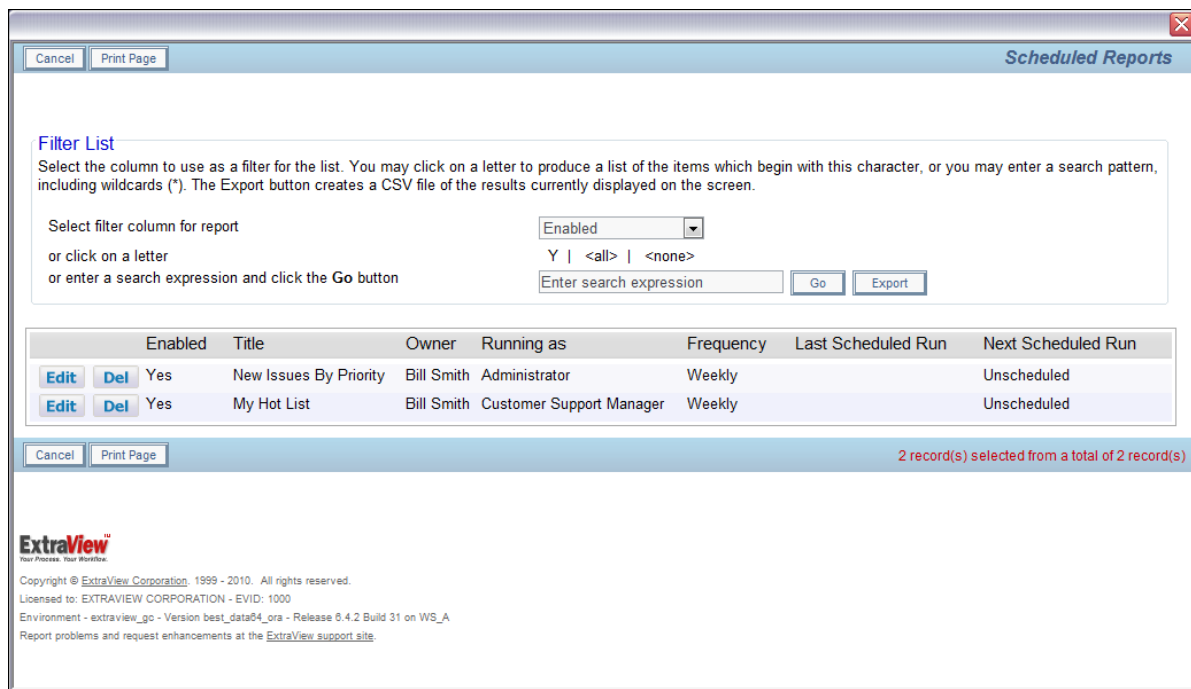 Cancel Print Page Scheduled Reports
Filter List
Select the column to use as a filter for the list. You may click on a letter to produce a list of the items which begin with this character, or you may enter a search pattern,
including wildcards (*). The Export button creates a CSV file of the results currently displayed on the screen.
Select filter column for report Enabled
or click on a letter Y | <all> | <none>
or enter a search expression and click the Go button Enter search expression Go Export
Enabled Title Owner Running as Frequency Last Scheduled Run Next Scheduled Run
Edit Del Yes New Issues By Priority Bill Smith Administrator Weekly Unscheduled
Edit Del Yes My Hot List Bill Smith Customer Support Manager Weekly Unscheduled
Cancel Print Page 2 record(s) selected from a total of 2 record(s)
ExtraView™
Your Process. Your Workflow.
Copyright © ExtraView Corporation. 1999 - 2010. All rights reserved.
Licensed to: EXTRAVIEW CORPORATION - EVID: 1000
Environment - extraview_gc - Version best_data64_ora - Release 6.4.2 Build 31 on WS_A
Report problems and request enhancements at the ExtraView support site.